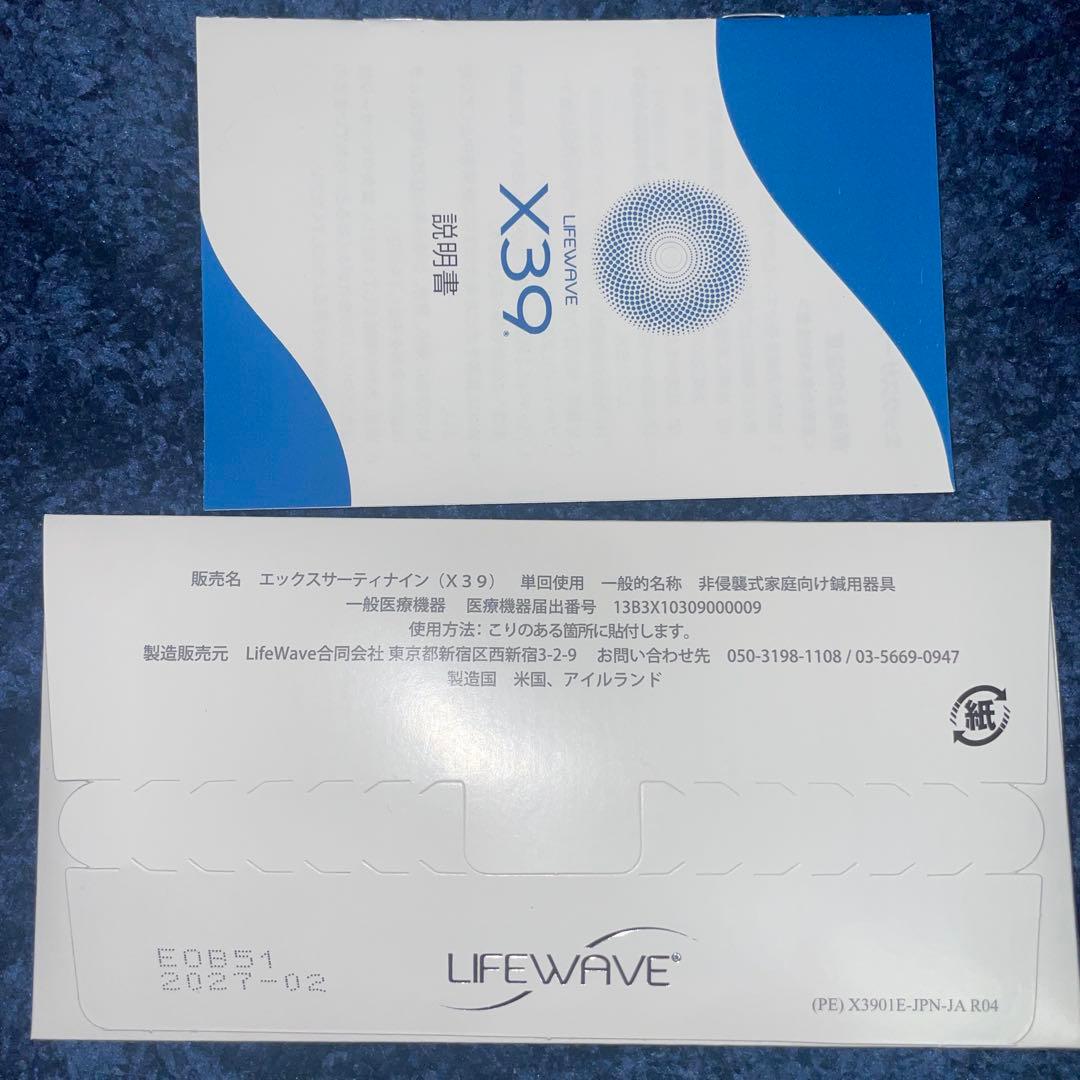 LIFEWAVE
X39®
説明書
販売名 エックスサーティナイン（X３９） 単回使用 一般的名称 非侵襲式家庭向け鍼用器具
一般医療機器 医療機器届出番号 13B3X10309000009
使用方法：こりのある箇所に貼付します。
製造販売元 LifeWave合同会社 東京都新宿区西新宿3-2-9 お問い合わせ先 050-3198-1108 / 03-5669-0947
製造国 米国、アイルランド
紙
E0B51
2027-02
LIFEWAVE®
(PE) X3901E-JPN-JA R04